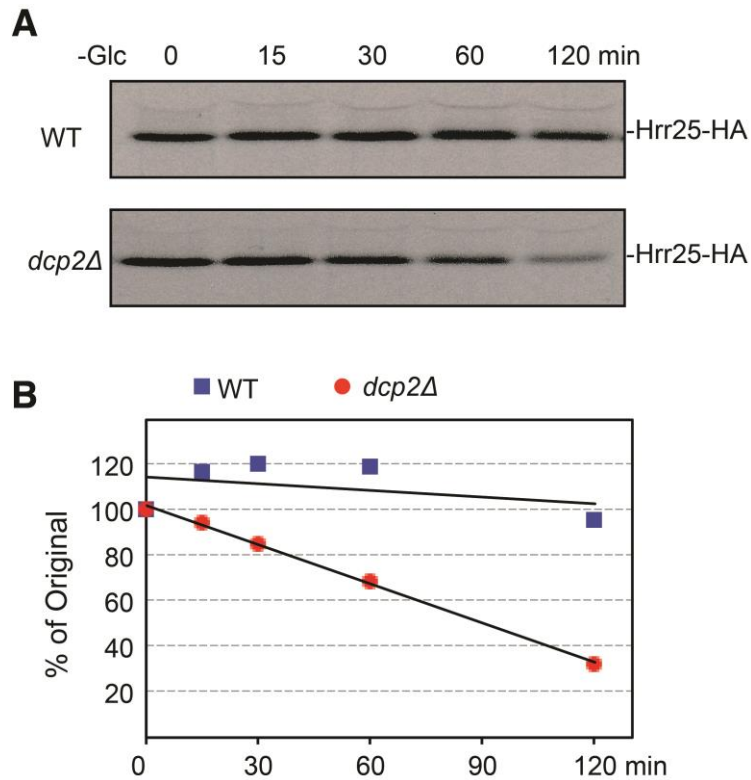 A
-Glc 0 15 30 60 120 min
WT -Hrr25-HA
dcp2Δ -Hrr25-HA
B WT dcp2Δ
% of Original
120
100
80
60
40
20
0 30 60 90 120 min